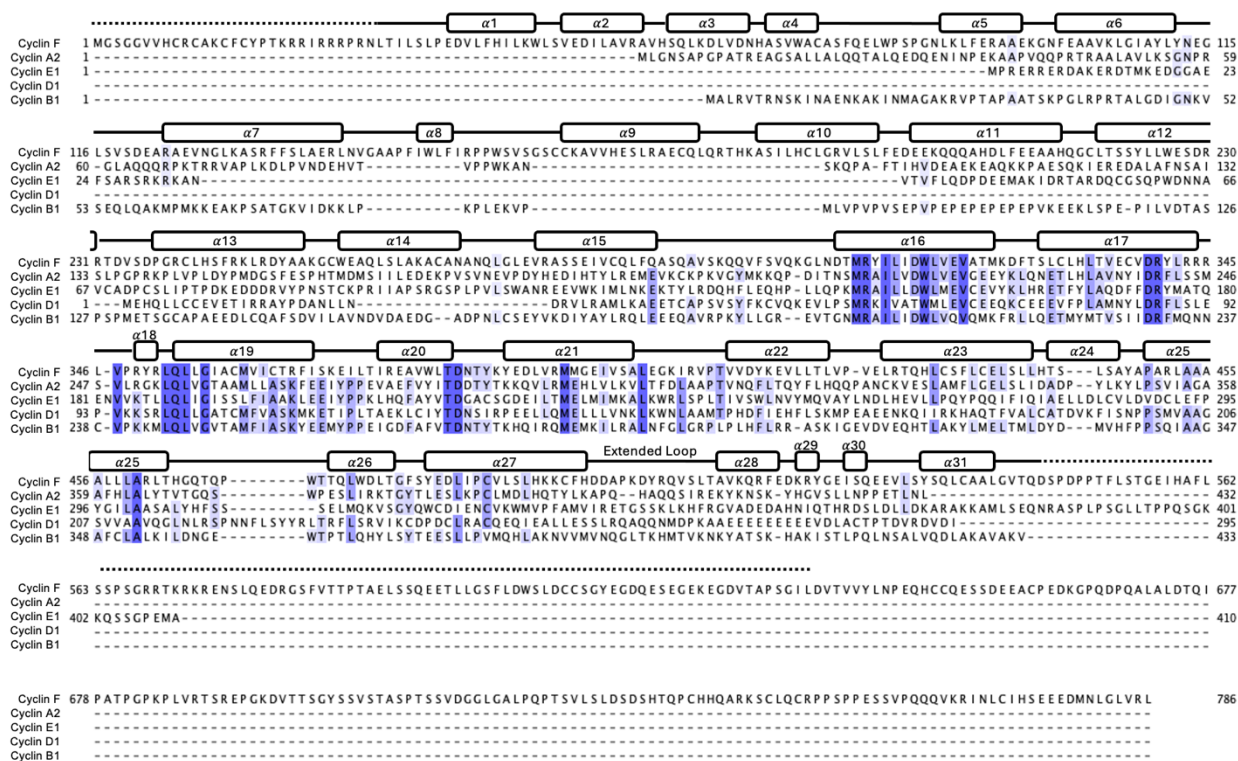 α1 α2 α3 α4 α5 α6
Cyclin F 1 MGSGGVVHCRCAKCFCYPTKRRIRRRPRNLTILSLPEDVLFHILKWLSVEDILAVRAVHSQLKDLVDNHASVWACASFQELWPSPGNLKLFERAAEKGNFEAAVKLGIAYLYNEG 115
Cyclin A2 1 --------------------------------------------------------MLGNSAPGPATREAGSALLALQQTALQEDQENINPEKAAPVQQPRTRAALAVLKSGNPR 59
Cyclin E1 1 --------------------------------------------------------------------------------------------MPRERRERDAKERDTMKEDGGAE 23
Cyclin D1
Cyclin B1 1 ---------------------------------------------------------------MALRVTRNSKINAENKAKINMAGAKRVPTAPAATSKPGLRPRTALGDIGNKV 52
α7 α8 α9 α10 α11 α12
Cyclin F 116 LSVSDEARAEVNGLKASRFFSLAERLNVGAAPFIWLFIRPPWSVSGSCCKAVVHESLRAECQLQRTHKASILHCLGRVLSLFEDEEKQQQAHDLFEEAAHQGCLTSSYLLWESDR 230
Cyclin A2 60 -GLAQQQRPKTRRVAPLKDLPVNDEHVT-------------VPPWKAN----------------------------SKQPA-FTIHVDEAEKEAQKKPAESQKIEREDALAFNSAI 132
Cyclin E1 24 FSARSRKRKAN------------------------------------------------------------------VTVFLQDPDEEMAKIDRTARDQCGSQPWDNNA 66
Cyclin D1
Cyclin B1 53 SEQLQAKMPMKKEAKPSATGKVIDKKLP----------KPLEKVP----------------------------MLVPVPVSEPVPEPEPEPEPEPVKEEKLSPE-PILVDTAS 126
α13 α14 α15 α16 α17
Cyclin F 231 RTDVSDPGRCLHSFRKLRDYAAKGCWEAQLSLAKACANANQLGLEVRASSEIVCQLFQASQAVSKQQVFSVQKGLNDTMRYILIDWLVEVATMKDFTSLCLHLTVECVDRYLRRR 345
Cyclin A2 133 SLPGPRKPLVPLDYPMDGSFESPHTMDMSIILEDEKPVSVNEVPDYHEDIHTYLREMEVKCKPKVGYMKKQP-DITNSMRAILVDWLVEVGEEYKLQNETLHLAVNYIDRFLSSM 246
Cyclin E1 67 VCADPCSLIPTPDKEDDDRVYPNSTCKPRIIAPSRGSPLPVLSWANREEVWKIMLNKEKTYLRDQHFLEQHP--LLQPKMRAILLDWLMEVCEVYKLHRETFYLAQDFFDRYMATQ 180
Cyclin D1 1 ---MEHQLLCCEVETIRRAYPDANLLN---------------------DRVLRAMLKAEETCAPSVSYFKCVQKEVLPSMRKIVATWMLEVCEEQKCEEEVFPLAMNYLDRFLSLE 92
Cyclin B1 127 PSPMETSGCAPAEEDLCQAFSDVILAVNDVDAEDG--ADPNLCSEYVKDIYAYLRQLEEEQAVRPKYLLGR--EVTGNMRAILIDWLVQVQMKFRLLQETMYMTVSIIDRFMQNN 237
α18 α19 α20 α21 α22 α23 α24 α25
Cyclin F 346 L-VPRYRLQLLGIACMVICTRFISKEILTIREAVWLTDNTYKYEDLVRMMGEIVSALEGKIRVPTVVDYKEVLLTLVP-VELRTQHLCSFLCELSLLHTS---LSAYAPARLAAA 455
Cyclin A2 247 S-VLRGKLQLVGTAAMLLASKFEEIYPPEVAEFVYITDDTYTKKQVLRMEHLVLKVLTFDLAAPTVNQFLTQYFLHQQPANCKVESLAMFLGELSLIDADP--YLKYLPSVIAGA 358
Cyclin E1 181 ENVVKTLLQLIGISSLFIAAKLEEIYPPKLHQFAYVTDGACSGDEILTMELMIMKALKWRLSPLTIVSWLNVYMQVAYLNDLHEVLLPQYPQQIFIQIAELLDLCVLDVDCLEFP 295
Cyclin D1 93 P-VKKSRLQLLGATCMFVASKMKETIPLTAEKLCIYTDNSIRPEELLQMELLLVNKLKWNLAAMTPHDFIEHFLSKMPEAEENKQIIRKHAQTFVALCATDVKFISNPPSMVAAG 206
Cyclin B1 238 C-VPKKMLQLVGVTAMFIASKYEEMYPPEIGDFAFVTDNTYTKHQIRQMEMKILRALNFGLGRPLPLHFLRR-ASKIGEVDVEQHTLAKYLMELTMLDYD---MVHFPPSQIAAG 347
α25 α26 α27 Extended Loop α28 α29 α30 α31
Cyclin F 456 ALLLARLTHGQTQP---------WTTQLWDLTGFSYEDLIPCVLSLHKKCFHDDAPKDYRQVSLTAVKQRFEDKRYGEISQEEVLSYSQLCAALGVTQDSPDPPTFLSTGEIHAFL 562
Cyclin A2 359 AFHLALYTVTGQS----------WPESLIRKTGYTLESLKPCLMDLHQTYLKAPQ--HAQQSIREKYKNSK-YHGVSLLNPPETLNL 432
Cyclin E1 296 YGILAASALYHFSS---------SELMQKVSGYQWCDIENCVKWMVPFAMVIRETGSSKLKHFRGVADEDAHNIQTHRDSLDLLDKARAKKAMLSEQNRASPLPSGLLTPPQSGK 401
Cyclin D1 207 SVVAAVQGLNLRSPNNFLSYYRLTRFLSRVIKCDPDCLRACQEQIEALLESSLRQAQQNMDPKAAEEEEEEEEEVDLACTPTDVRDVDI 295
Cyclin B1 348 AFCLALKILDNGE----------WTPTLQHYLSYTEESLLPVMQHLAKNVVMVNQGLTKHMTVKNKYATSK-HAKISTLPQLNSALVQDLAKAVAKV 433
Cyclin F 563 SSPSGRRTKRKRENSLQEDRGSFVTTPTAELSSQEETLLGSFLDWSLDCCSGYEGDQESEGEKEGDVTAPSGILDVTVVYLNPEQHCCQESSDEEACPEDKGPQDPQALALDTQI 677
Cyclin A2
Cyclin E1 402 KQSSGPEMA 410
Cyclin D1
Cyclin B1
Cyclin F 678 PATPGPKPLVRTSREPGKDVTTSGYSSVSTASPTSSVDGGLGALPQPTSVLSLDSDSHTQPCHHQARKSCLQCRPPSPPESSVPQQQVKRINLCIHSEEEDMNLGLVRL 786
Cyclin A2
Cyclin E1
Cyclin D1
Cyclin B1